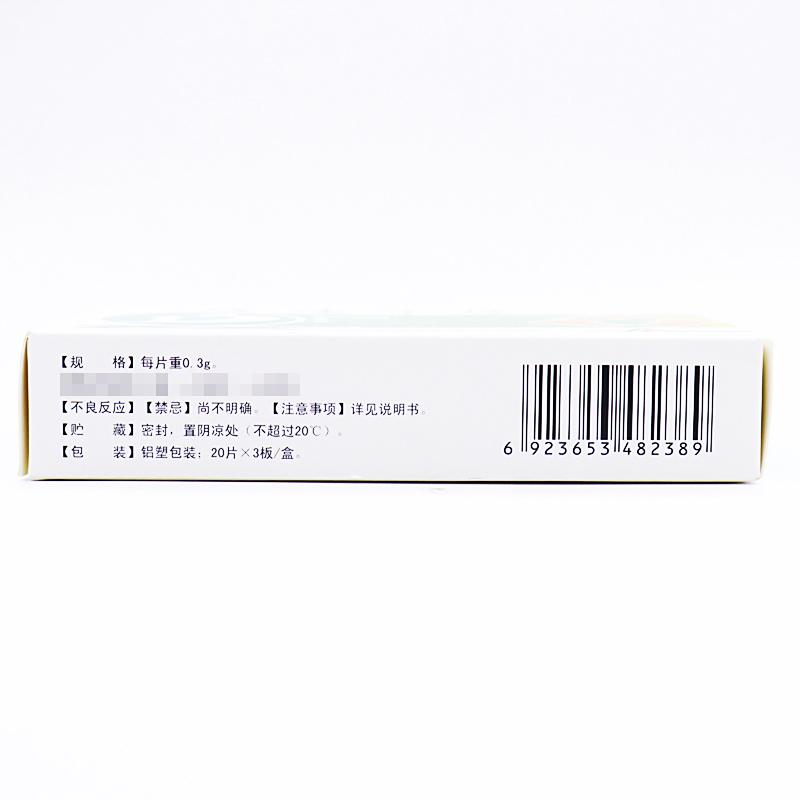 【规　　格】每片重0.3g。
【不良反应】【禁忌】尚不明确。【注意事项】详见说明书。
【贮　　藏】密封，置阴凉处（不超过20℃）。
【包　　装】铝塑包装；20片×3板/盒。
6 923653 482389